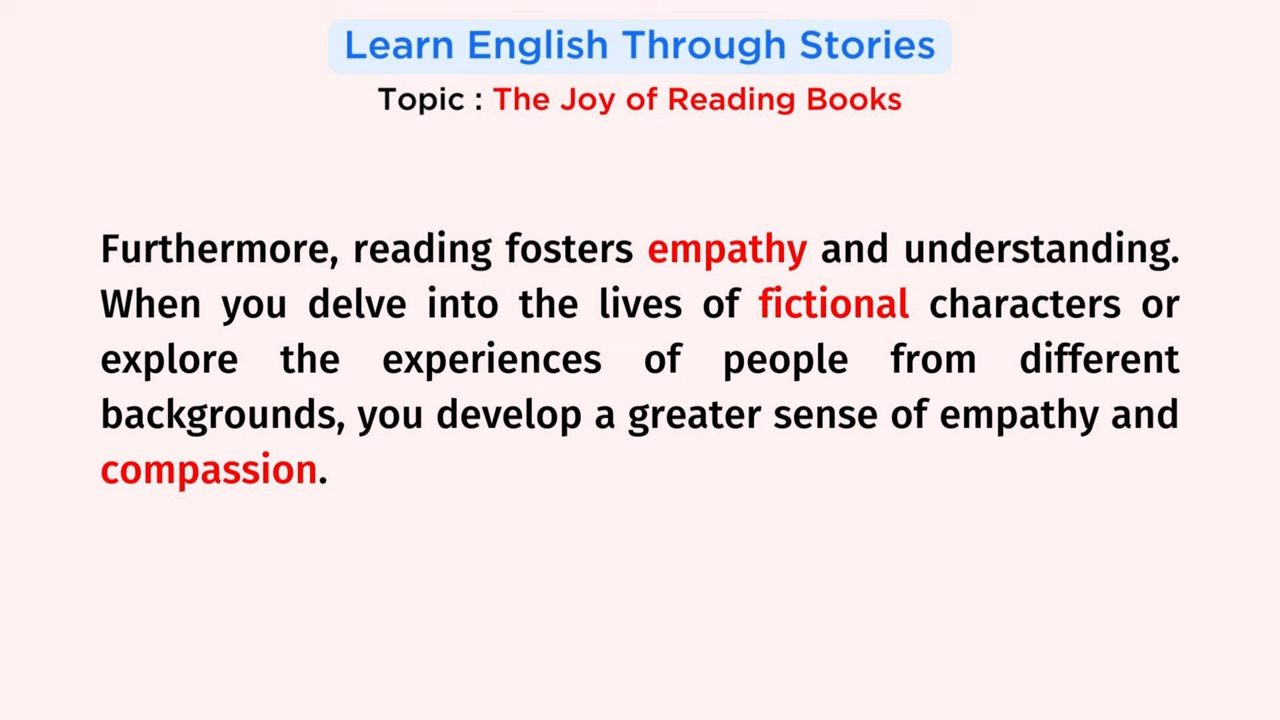 Learn English Through Stories
Topic : The Joy of Reading Books
Furthermore, reading fosters empathy and understanding.
When you delve into the lives of fictional characters or
explore the experiences of people from different
backgrounds, you develop a greater sense of empathy and
compassion.